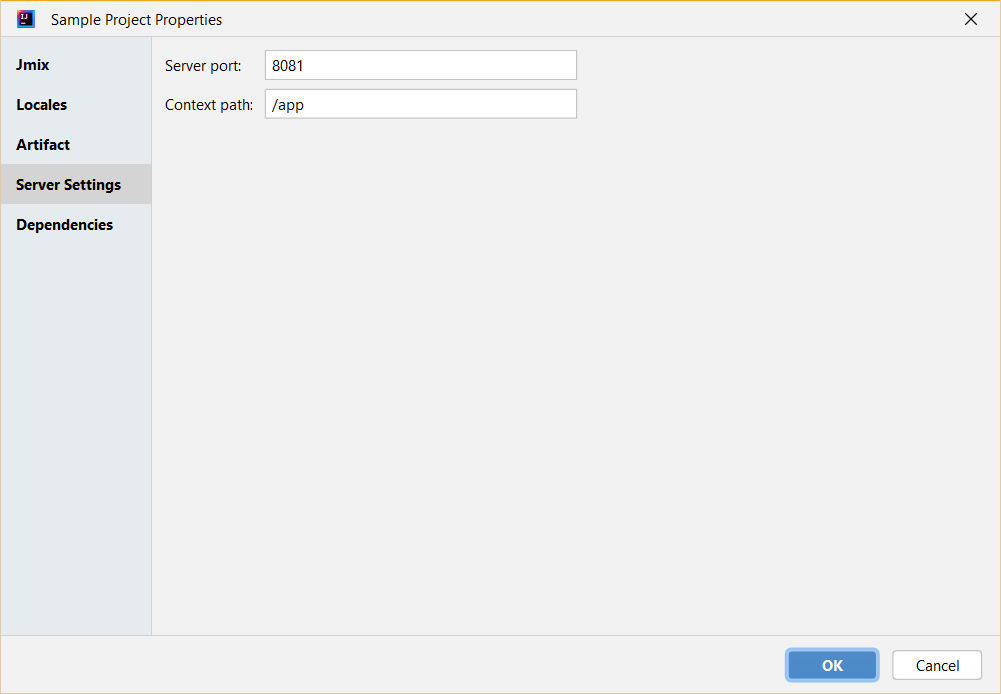 Sample Project Properties
Jmix
Locales
Artifact
Server Settings
Dependencies
Server port: 8081
Context path: /app
OK Cancel